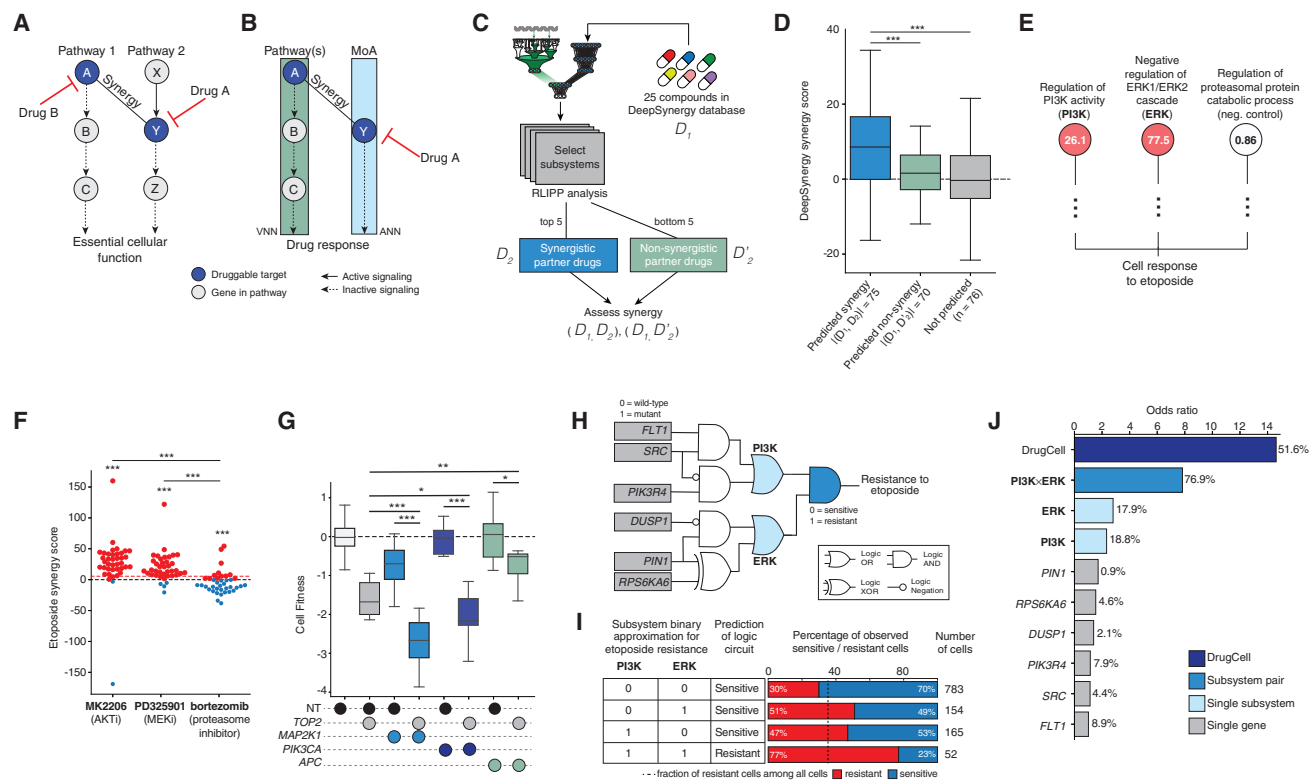 A
Pathway 1
Pathway 2
A
X
Synergy
Drug A
Drug B
B
Y
C
Z
Essential cellular
function
B
Pathway(s)
MoA
A
Synergy
B
Y
Drug A
C
VNN
ANN
Drug response
Druggable target
Gene in pathway
Active signaling
Inactive signaling
C
25 compounds in
DeepSynergy database
D1
Select
subsystems
RLIPP analysis
top 5
bottom 5
D2
Synergistic
partner drugs
Non-synergistic
partner drugs
D'2
Assess synergy
(D1, D2), (D1, D'2)
D
DeepSynergy synergy score
40
20
0
-20
***
***
Predicted synergy
|(D1, D2)| = 75
Predicted non-synergy
|(D1, D'2)| = 70
Not predicted
(n = 76)
E
Regulation of
PI3K activity
(PI3K)
Negative
regulation of
ERK1/ERK2
cascade
(ERK)
Regulation of
proteasomal protein
catabolic process
(neg. control)
26.1
77.5
0.86
Cell response
to etoposide
F
Etoposide synergy score
150
100
50
0
-50
-100
-150
***
***
***
***
***
MK2206
(AKTi)
PD325901
(MEKi)
bortezomib
(proteasome
inhibitor)
G
Cell Fitness
1
0
-1
-2
-3
-4
**
*
***
***
***
*
NT
TOP2
MAP2K1
PIK3CA
APC
H
0 = wild-type
1 = mutant
FLT1
SRC
PIK3R4
DUSP1
PIN1
RPS6KA6
PI3K
ERK
Resistance to
etoposide
0 = sensitive
1 = resistant
Logic
OR
Logic
AND
Logic
XOR
Logic
Negation
I
Subsystem binary
approximation for
etoposide resistance
Prediction
of logic
circuit
Percentage of observed
sensitive / resistant cells
Number
of cells
PI3K
ERK
0
40
80
0 0 Sensitive 30% 70% 783
0 1 Sensitive 51% 49% 154
1 0 Sensitive 47% 53% 165
1 1 Resistant 77% 23% 52
fraction of resistant cells among all cells
resistant
sensitive
J
Odds ratio
0 2 4 6 8 10 12 14
DrugCell 51.6%
PI3K×ERK 76.9%
ERK 17.9%
PI3K 18.8%
PIN1 0.9%
RPS6KA6 4.6%
DUSP1 2.1%
PIK3R4 7.9%
SRC 4.4%
FLT1 8.9%
DrugCell
Subsystem pair
Single subsystem
Single gene